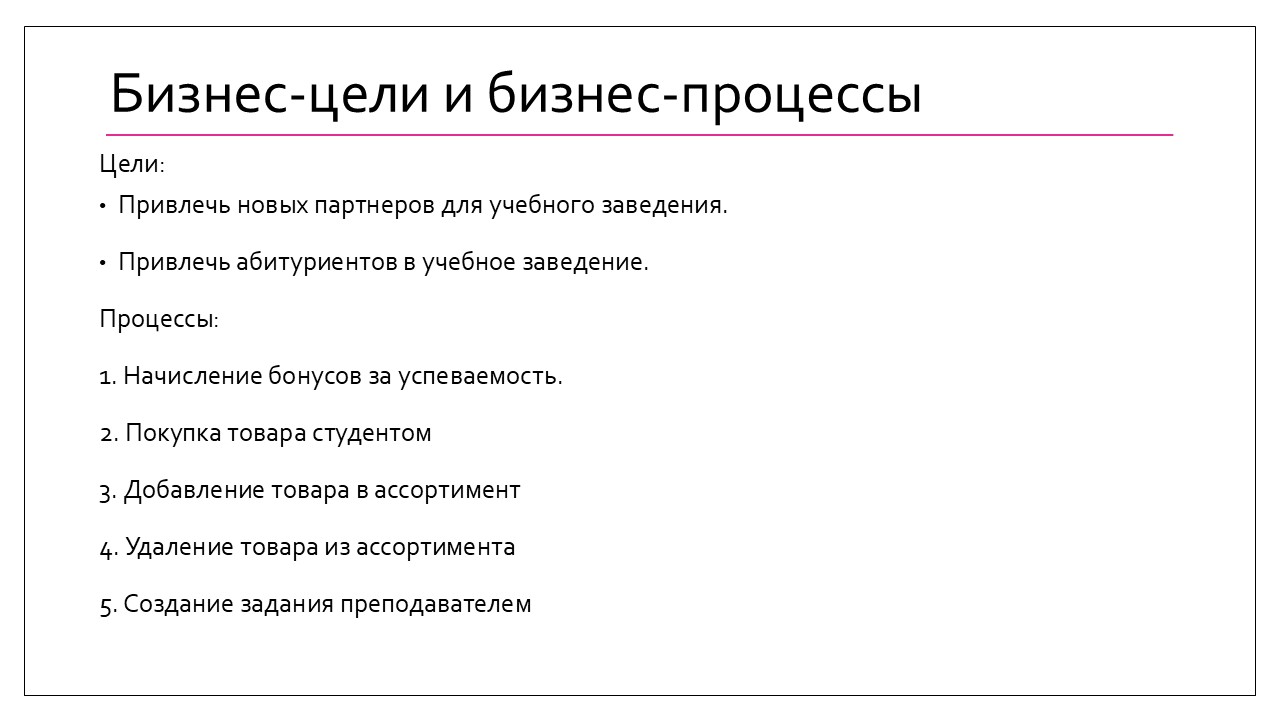 Бизнес-цели и бизнес-процессы
Цели:
• Привлечь новых партнеров для учебного заведения.
• Привлечь абитуриентов в учебное заведение.
Процессы:
1. Начисление бонусов за успеваемость.
2. Покупка товара студентом
3. Добавление товара в ассортимент
4. Удаление товара из ассортимента
5. Создание задания преподавателем